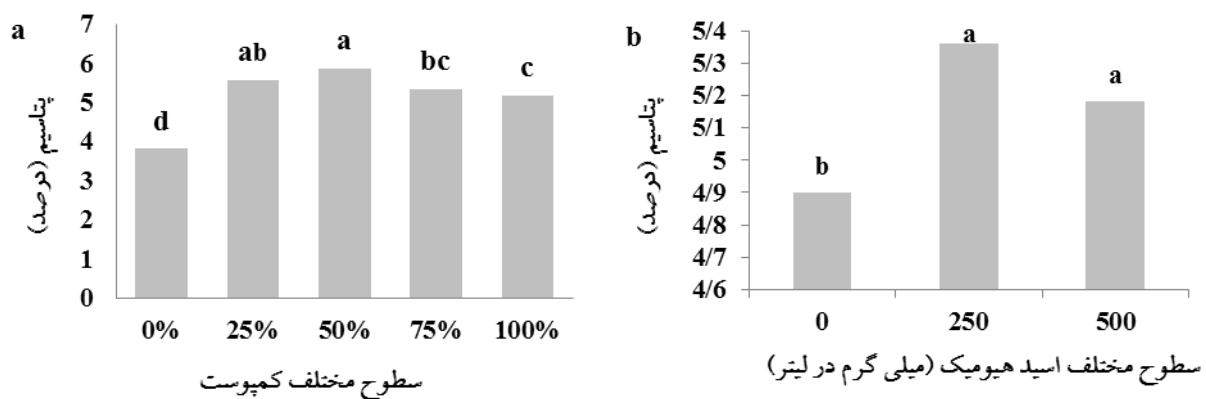 a
پتاسیم (درصد)
7
6
5
4
3
2
1
0
d
ab
a
bc
c
0% 25% 50% 75% 100%
سطوح مختلف کمپوست
b
پتاسیم (درصد)
5/4
5/3
5/2
5/1
5
4/9
4/8
4/7
4/6
b
a
a
0 250 500
سطوح مختلف اسید هیومیک (میلی گرم در لیتر)